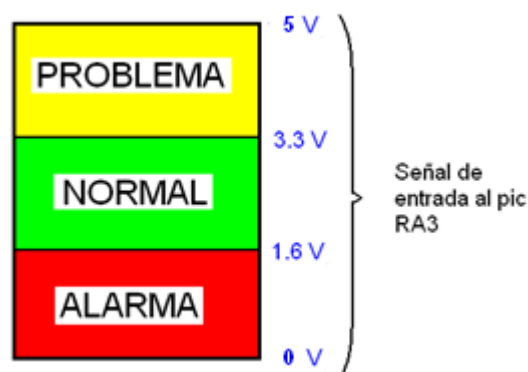 5 V
PROBLEMA
3.3 V
NORMAL
1.6 V
ALARMA
0 V
Señal de
entrada al pic
RA3